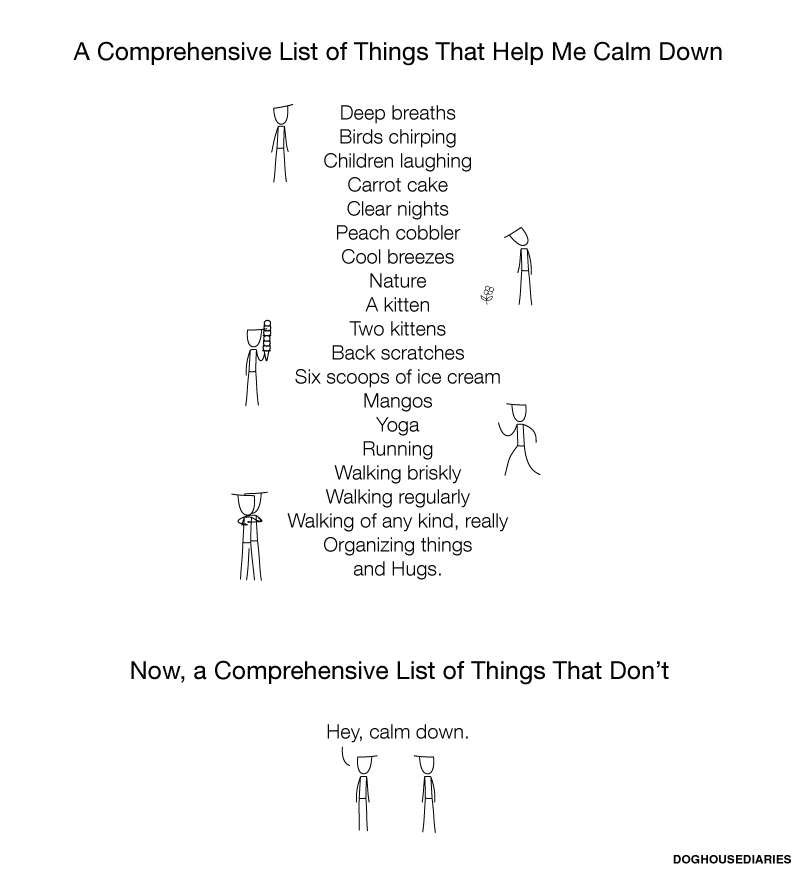 A Comprehensive List of Things That Help Me Calm Down
Deep breaths
Birds chirping
Children laughing
Carrot cake
Clear nights
Peach cobbler
Cool breezes
Nature
A kitten
Two kittens
Back scratches
Six scoops of ice cream
Mangos
Yoga
Running
Walking briskly
Walking regularly
Walking of any kind, really
Organizing things
and Hugs.
Now, a Comprehensive List of Things That Don’t
Hey, calm down.
DOGHOUSEDIARIES